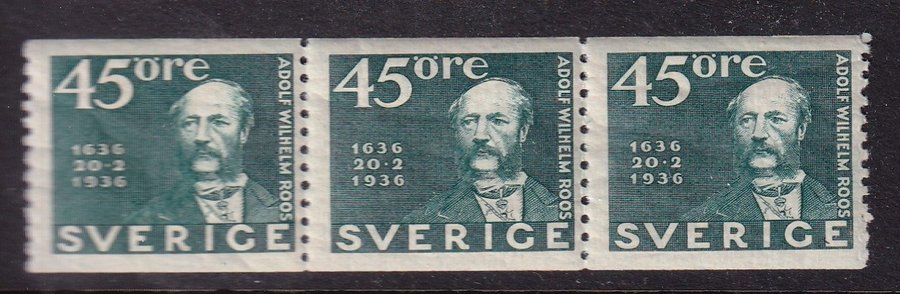 45 öre
ADOLF WILHELM ROOS
1636
20·2
1936
SVERIGE
45 öre
ADOLF WILHELM ROOS
1636
20·2
1936
SVERIGE
45 öre
ADOLF WILHELM ROOS
1636
20·2
1936
SVERIGE